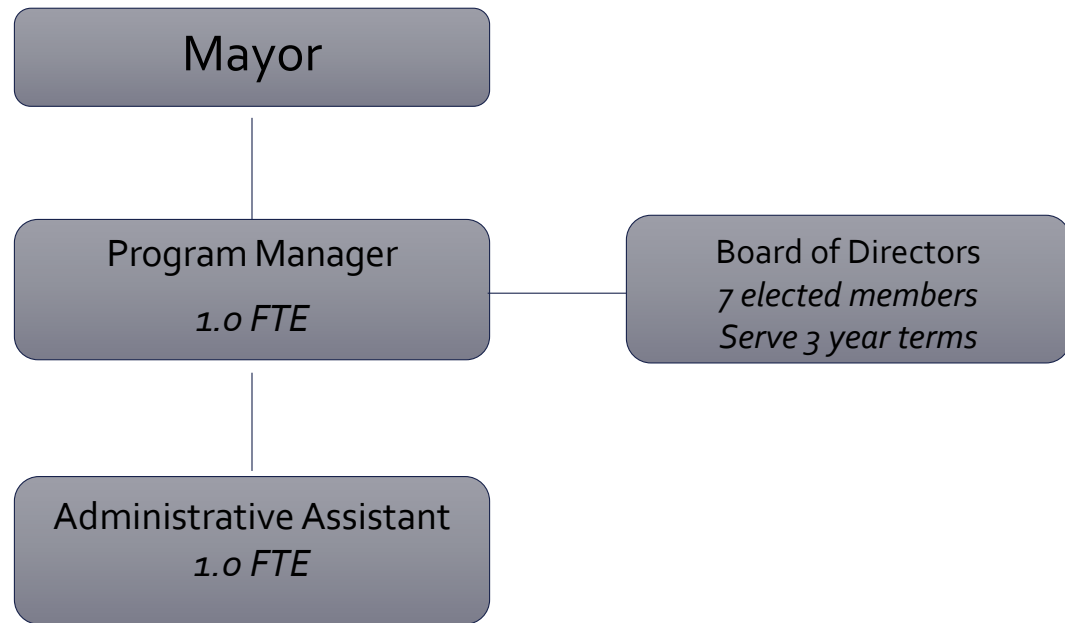 Mayor
Program Manager
1.0 FTE
Board of Directors
7 elected members
Serve 3 year terms
Administrative Assistant
1.0 FTE